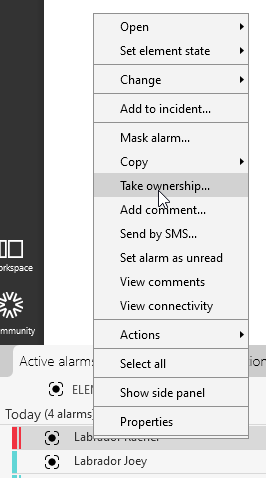 Open
Set element state
Change
Add to incident...
Mask alarm...
Copy
Take ownership...
Add comment...
Send by SMS...
Set alarm as unread
View comments
View connectivity
Actions
Select all
Show side panel
Properties
orkspace
mmunity
Active alarms
ion
ELEM
Today (4 alarms)
Labrador Rachel
Labrador Joey